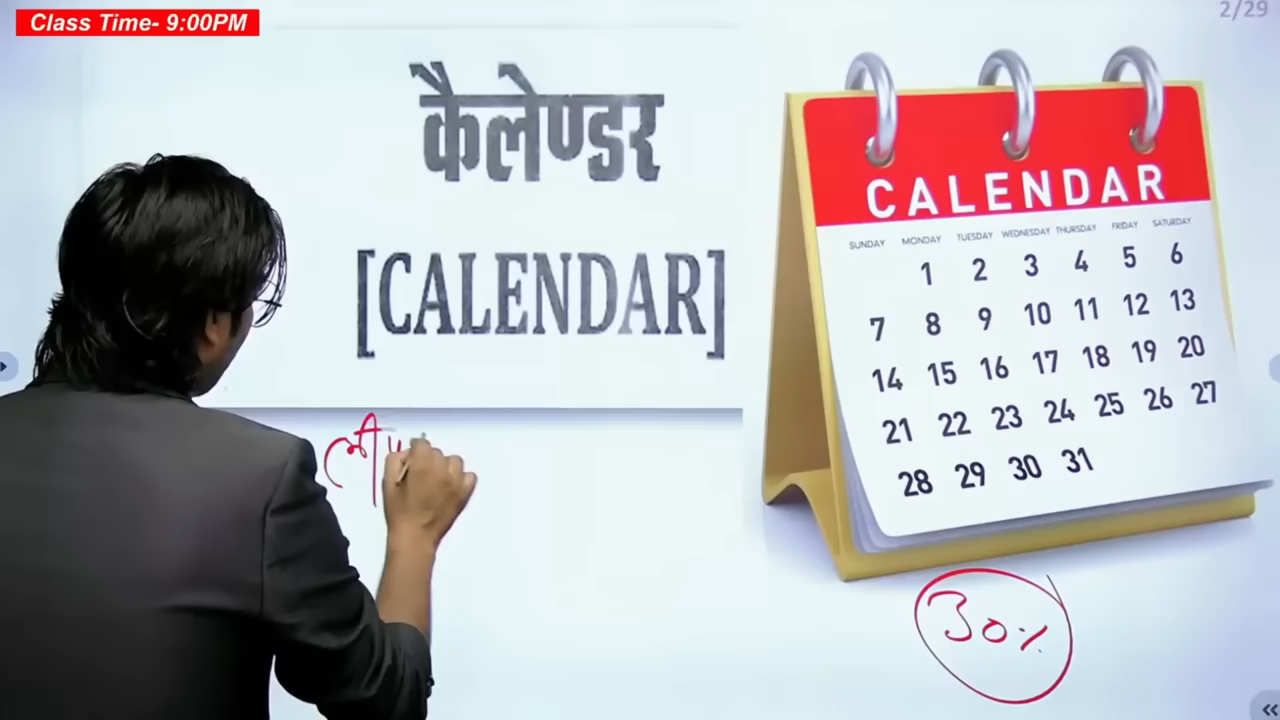 Class Time- 9:00PM
2/29
कैलेण्डर
[CALENDAR]
CALENDAR
SUNDAY MONDAY TUESDAY WEDNESDAY THURSDAY FRIDAY SATURDAY
1 2 3 4 5 6
7 8 9 10 11 12 13
14 15 16 17 18 19 20
21 22 23 24 25 26 27
28 29 30 31
30%